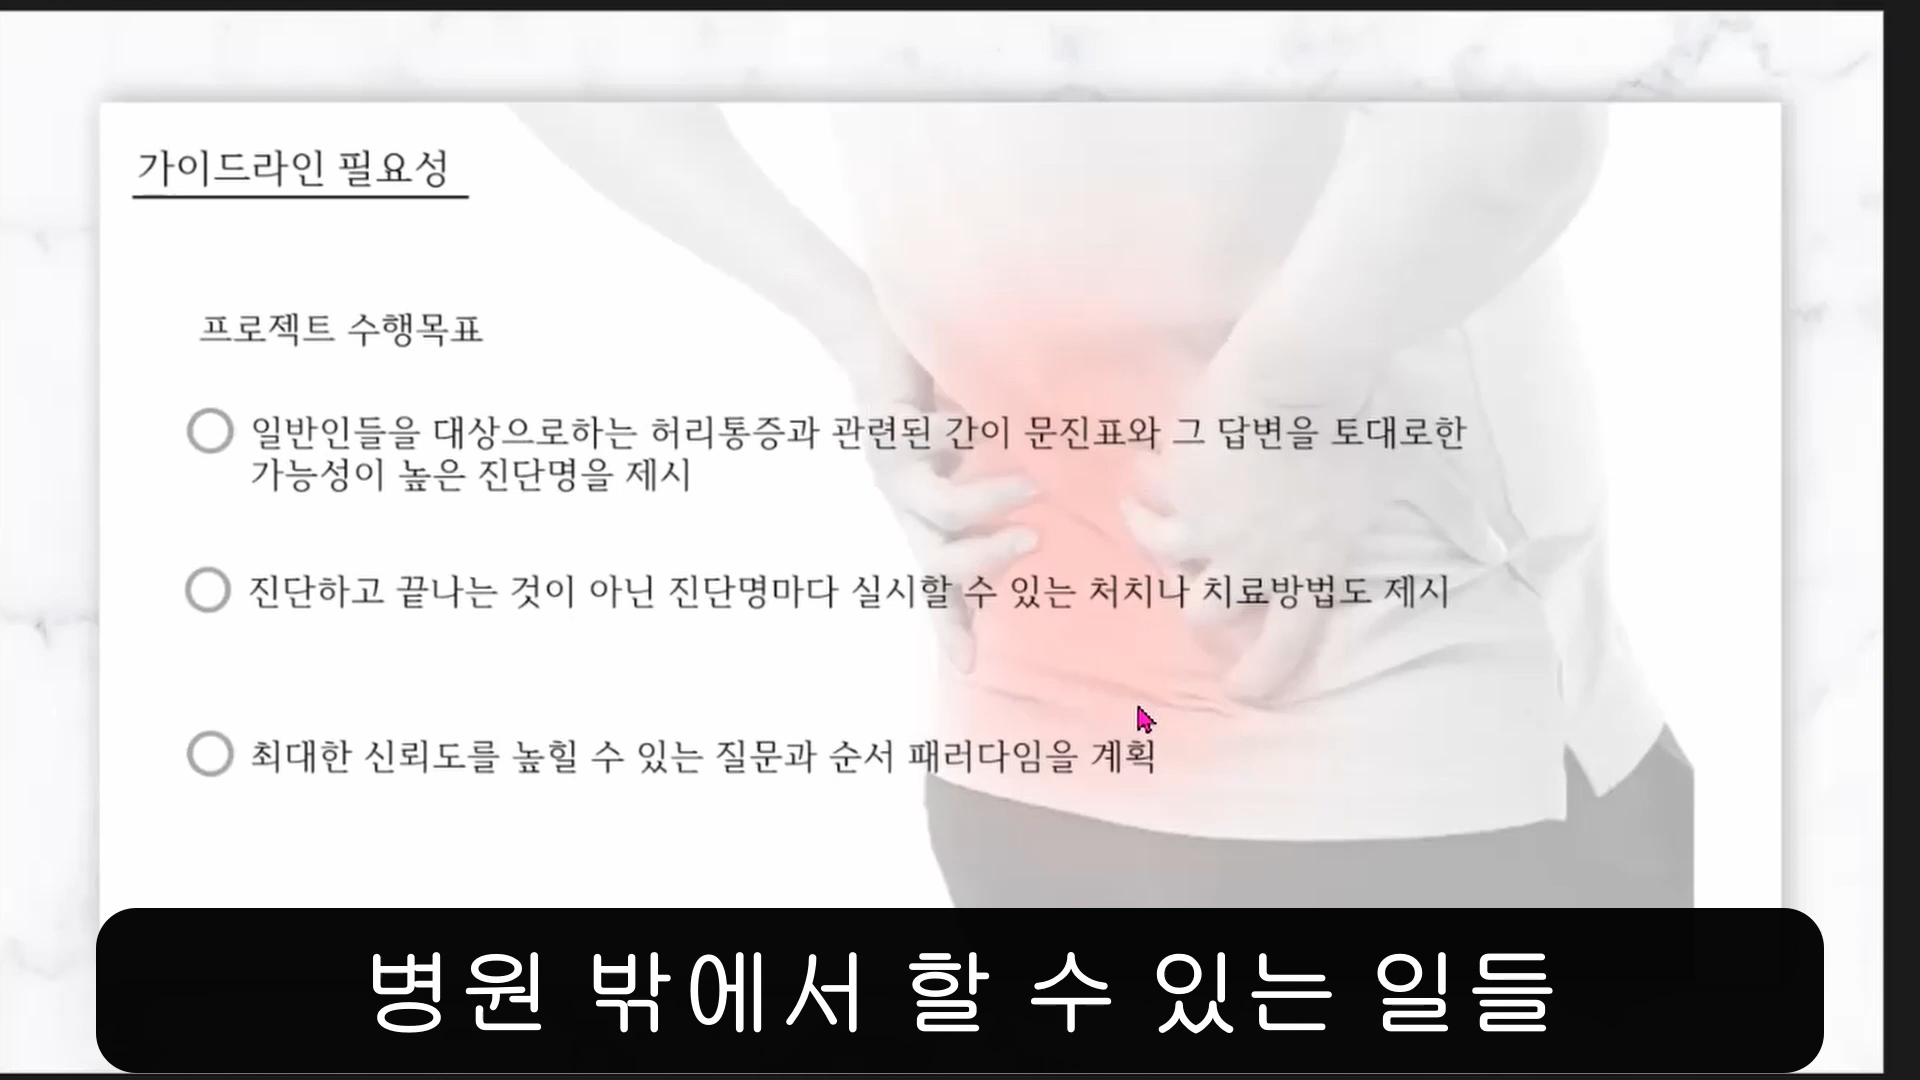 가이드라인 필요성
프로젝트 수행목표
일반인들을 대상으로하는 허리통증과 관련된 간이 문진표와 그 답변을 토대로한
가능성이 높은 진단명을 제시
진단하고 끝나는 것이 아닌 진단명마다 실시할 수 있는 처치나 치료방법도 제시
최대한 신뢰도를 높힐 수 있는 질문과 순서 패러다임을 계획
병원 밖에서 할 수 있는 일들